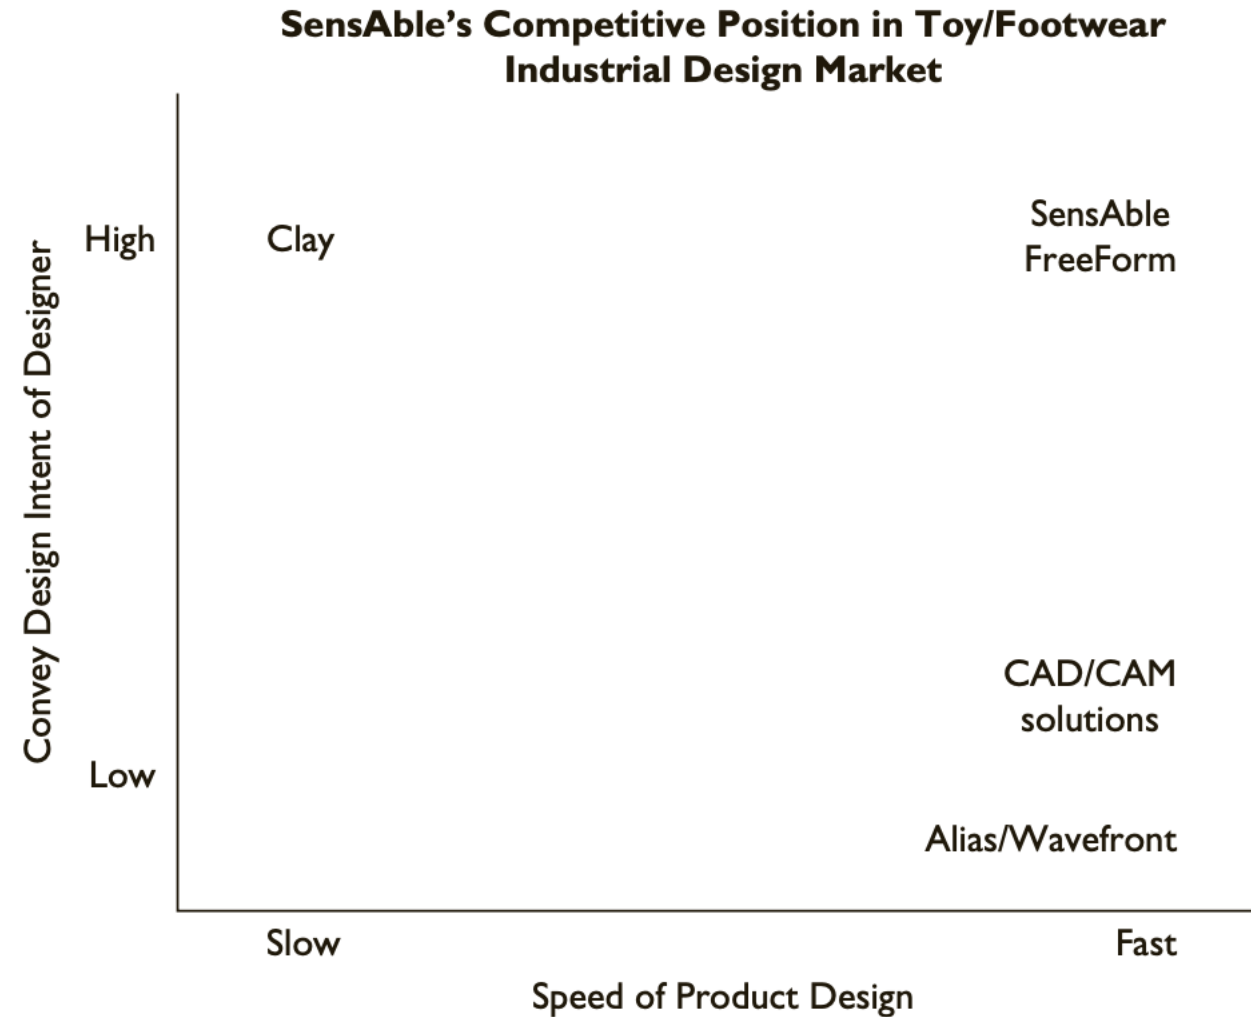 SensAble’s Competitive Position in Toy/Footwear
Industrial Design Market
Convey Design Intent of Designer
High
Clay
SensAble
FreeForm
CAD/CAM
solutions
Low
Alias/Wavefront
Slow
Fast
Speed of Product Design